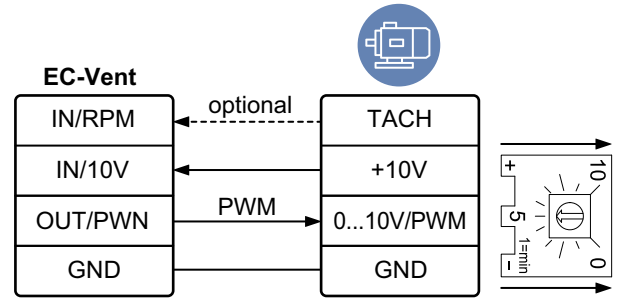 EC-Vent
IN/RPM optional TACH
IN/10V +10V
OUT/PWN PWM 0...10V/PWM
GND GND
+ 10
5
- 1=min 0